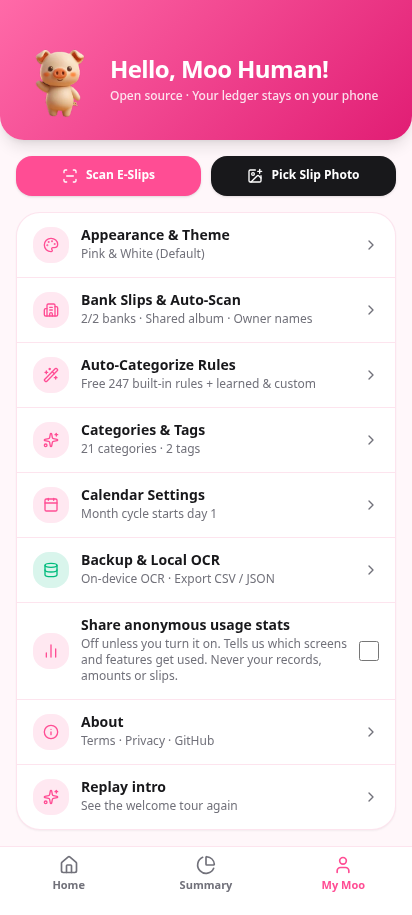 Hello, Moo Human!
Open source · Your ledger stays on your phone
Scan E-Slips
Pick Slip Photo
Appearance & Theme
Pink & White (Default)
Bank Slips & Auto-Scan
2/2 banks · Shared album · Owner names
Auto-Categorize Rules
Free 247 built-in rules + learned & custom
Categories & Tags
21 categories · 2 tags
Calendar Settings
Month cycle starts day 1
Backup & Local OCR
On-device OCR · Export CSV / JSON
Share anonymous usage stats
Off unless you turn it on. Tells us which screens
and features get used. Never your records,
amounts or slips.
About
Terms · Privacy · GitHub
Replay intro
See the welcome tour again
Home
Summary
My Moo